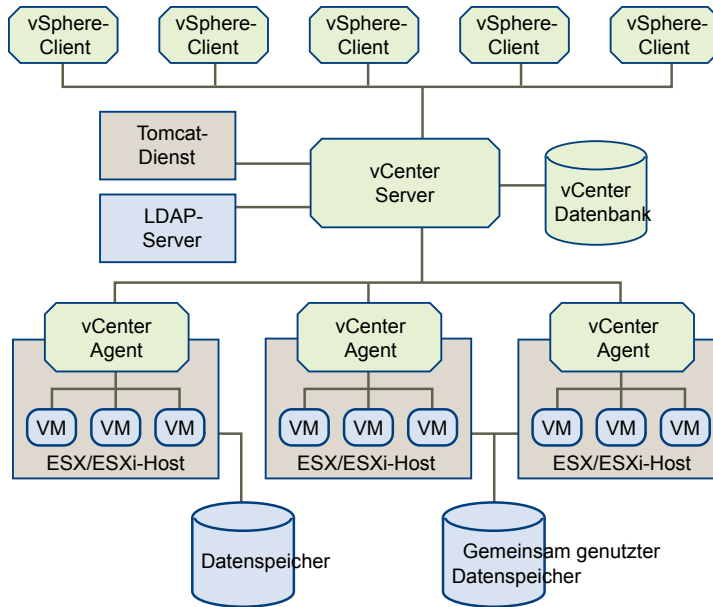 vSphere-
Client
vSphere-
Client
vSphere-
Client
vSphere-
Client
vSphere-
Client
Tomcat-
Dienst
vCenter
Server
vCenter
Datenbank
LDAP-
Server
vCenter
Agent
vCenter
Agent
vCenter
Agent
VM VM VM
VM VM VM
VM VM VM
ESX/ESXi-Host
ESX/ESXi-Host
ESX/ESXi-Host
Datenspeicher
Gemeinsam genutzter
Datenspeicher